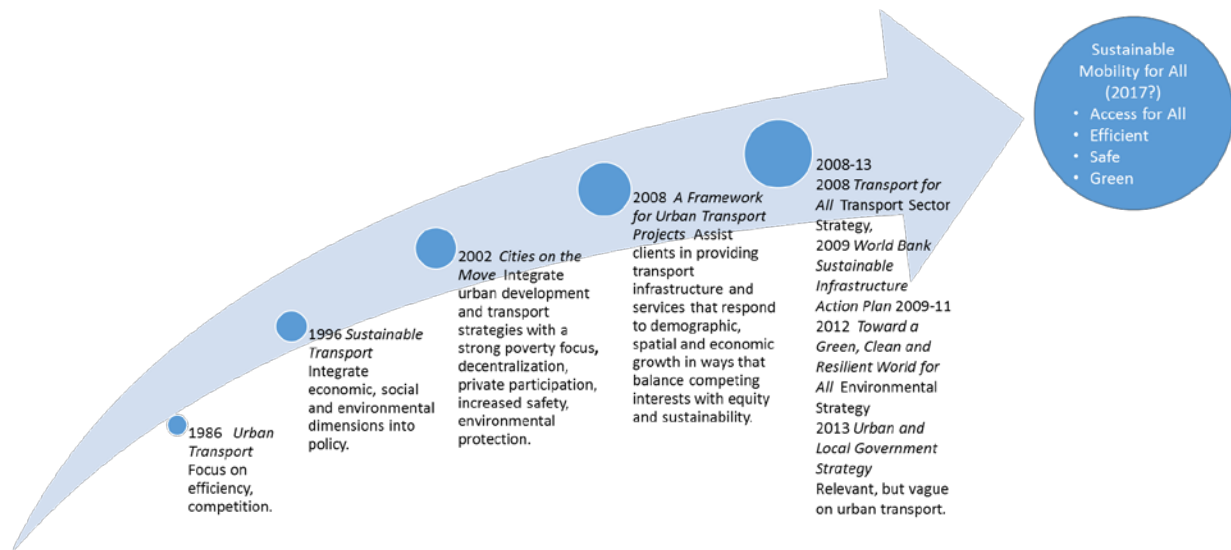 1986 Urban
Transport
Focus on
efficiency,
competition.
1996 Sustainable
Transport
Integrate
economic, social
and environmental
dimensions into
policy.
2002 Cities on the
Move Integrate
urban development
and transport
strategies with a
strong poverty focus,
decentralization,
private participation,
increased safety,
environmental
protection.
2008 A Framework
for Urban Transport
Projects Assist
clients in providing
transport
infrastructure and
services that respond
to demographic,
spatial and economic
growth in ways that
balance competing
interests with equity
and sustainability.
2008-13
2008 Transport for
All Transport Sector
Strategy,
2009 World Bank
Sustainable
Infrastructure
Action Plan 2009-11
2012 Toward a
Green, Clean and
Resilient World for
All Environmental
Strategy
2013 Urban and
Local Government
Strategy
Relevant, but vague
on urban transport.
Sustainable
Mobility for All
(2017?)
• Access for All
• Efficient
• Safe
• Green